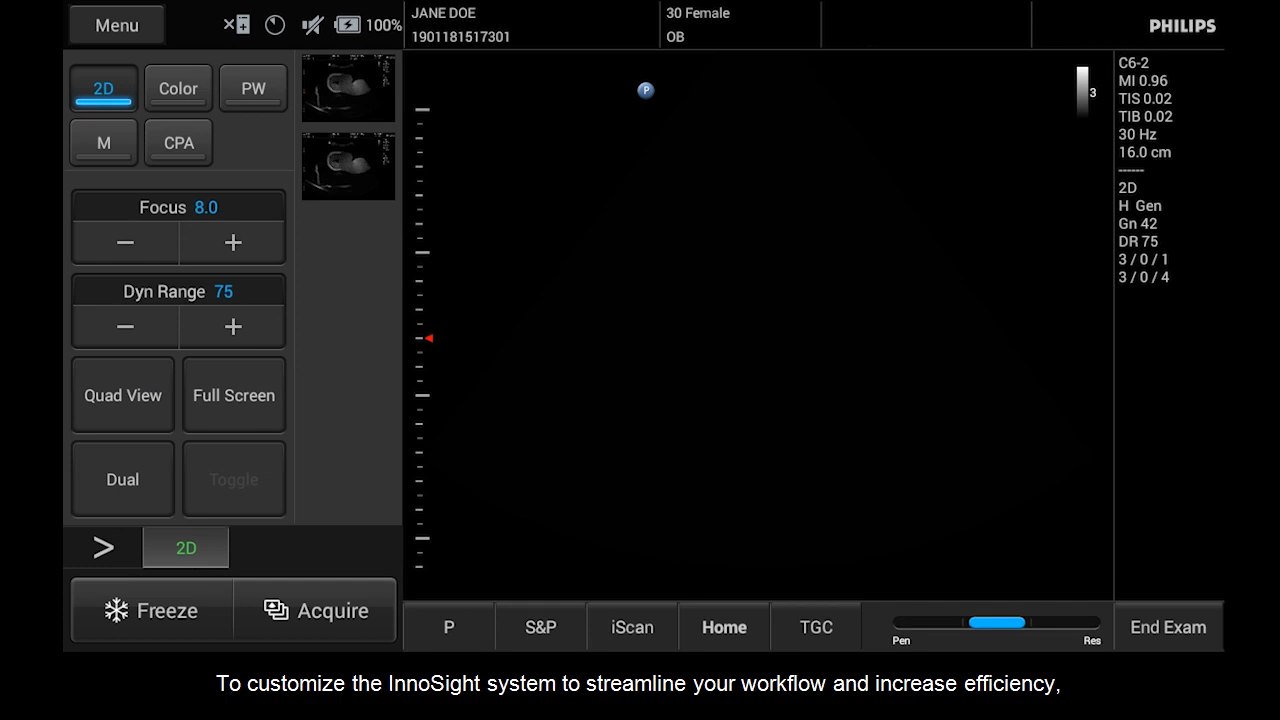 Menu
100%
JANE DOE
1901181517301
30 Female
OB
PHILIPS
2D
Color
PW
M
CPA
Focus 8.0
− +
Dyn Range 75
− +
Quad View
Full Screen
Dual
Toggle
> 2D
Freeze
Acquire
P
3
C6-2
MI 0.96
TIS 0.02
TIB 0.02
30 Hz
16.0 cm
------
2D
H Gen
Gn 42
DR 75
3 / 0 / 1
3 / 0 / 4
P
S&P
iScan
Home
TGC
Pen
Res
End Exam
To customize the InnoSight system to streamline your workflow and increase efficiency,